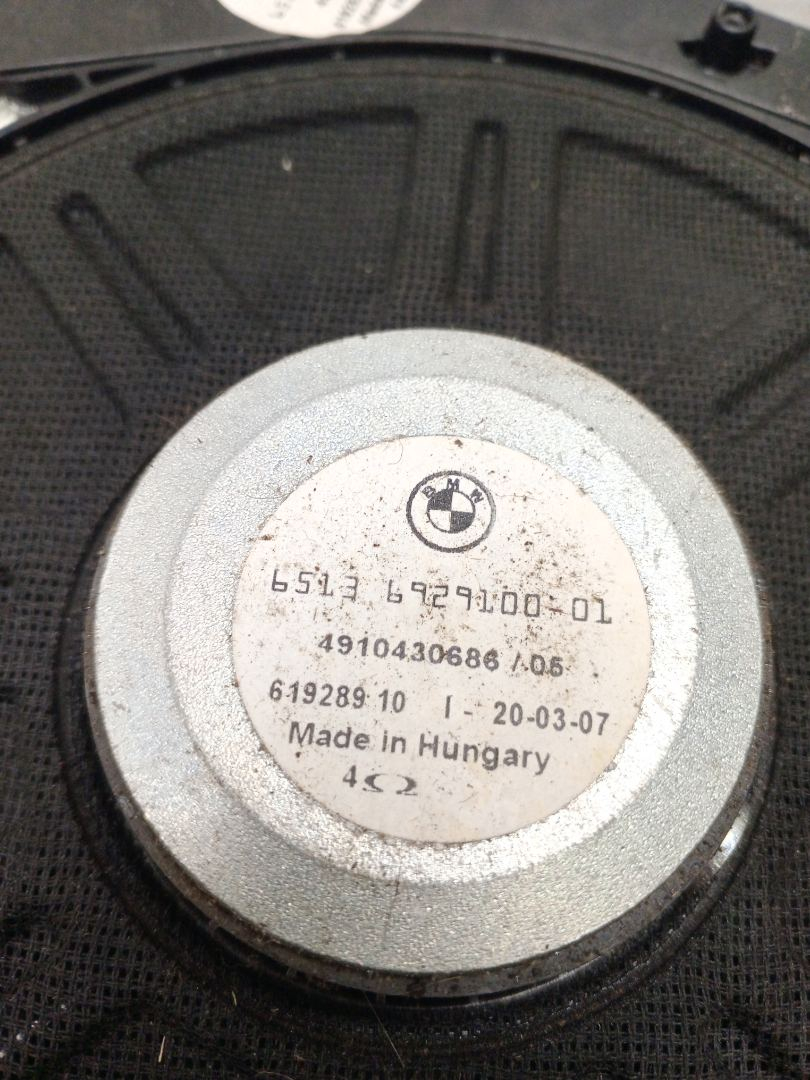 BMW
6513 6929100-01
4910430686 / 05
619289 10 I - 20-03-07
Made in Hungary
4Ω